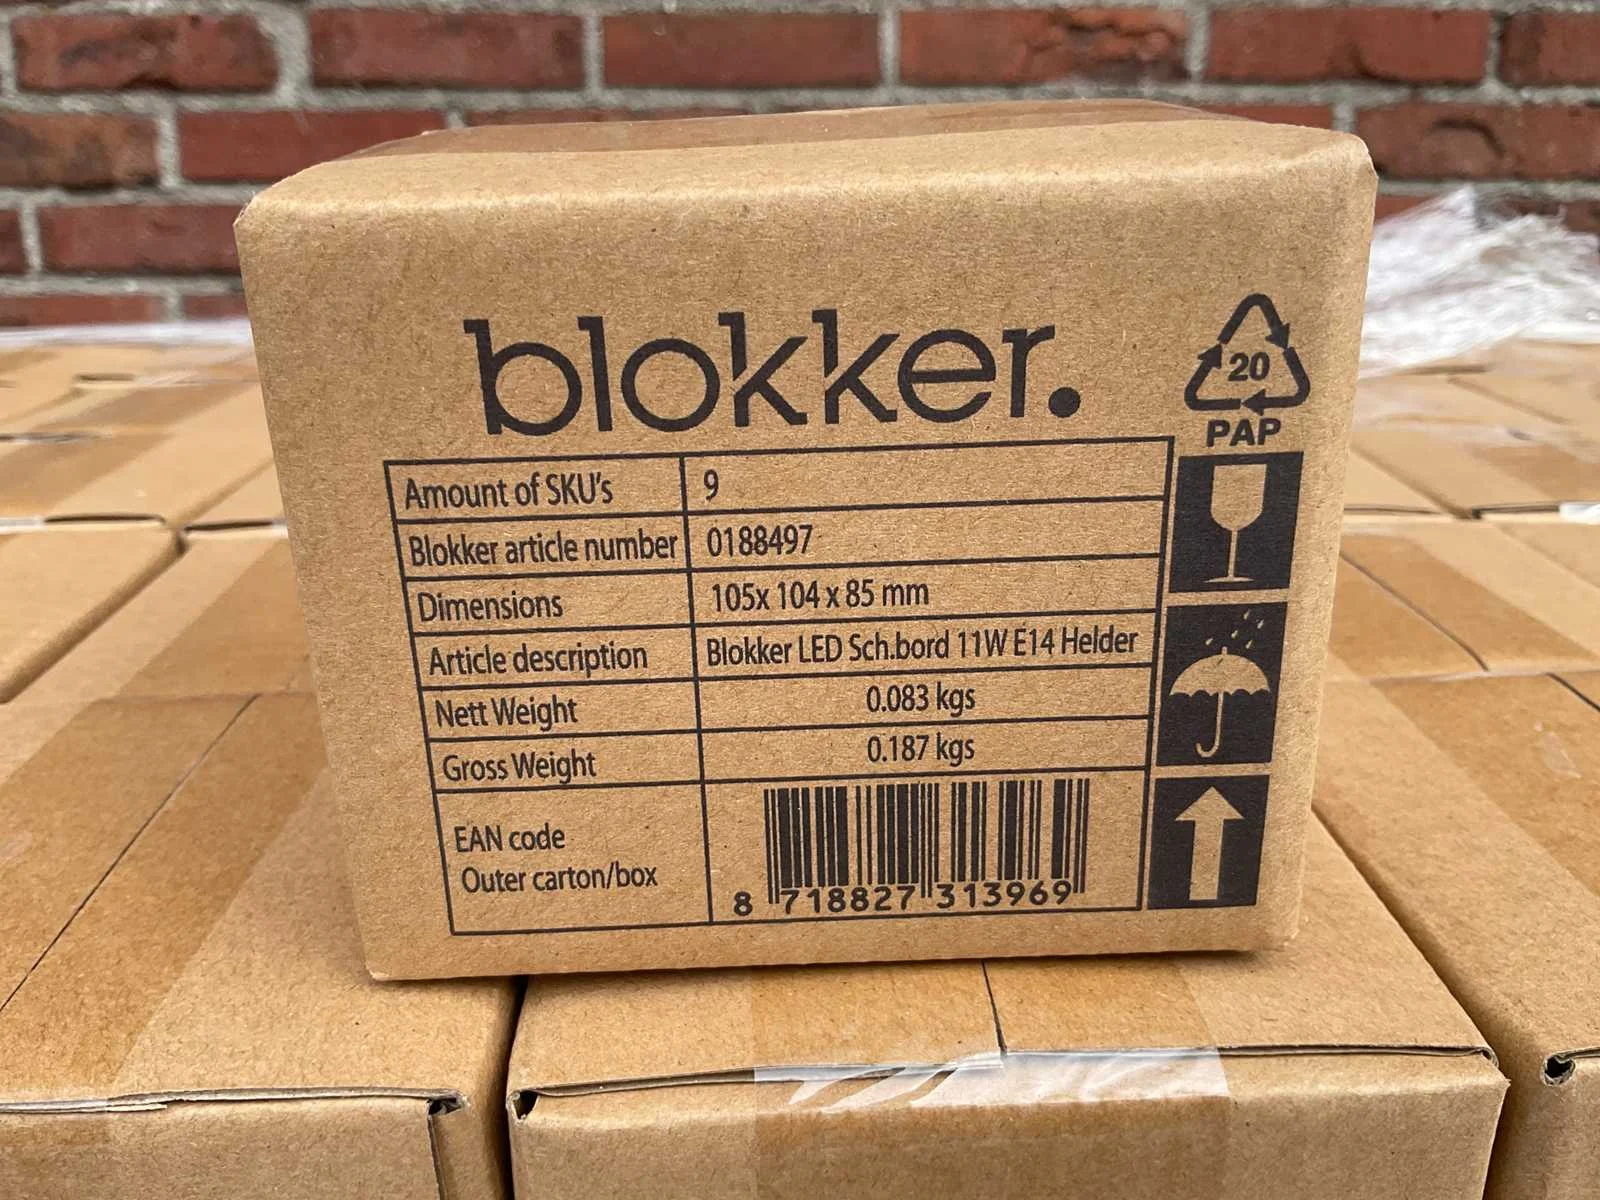 blokker.
20
PAP
Amount of SKU's 9
Blokker article number 0188497
Dimensions 105x 104 x 85 mm
Article description Blokker LED Sch.bord 11W E14 Helder
Nett Weight 0.083 kgs
Gross Weight 0.187 kgs
EAN code
Outer carton/box
8 718827 313969